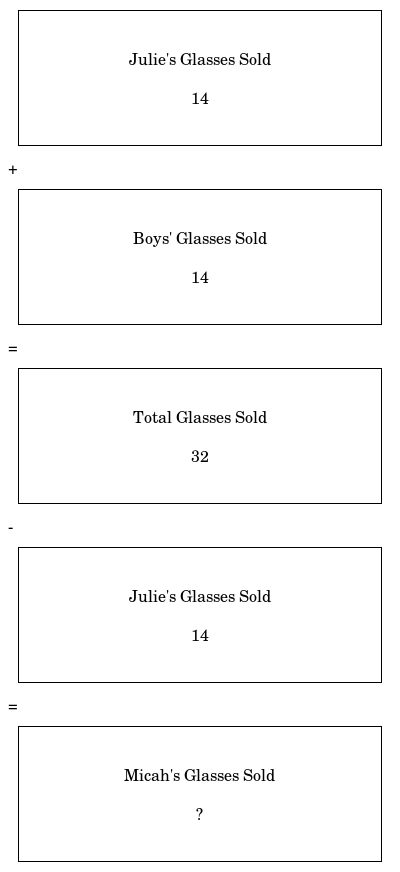 Julie's Glasses Sold
14
+
Boys' Glasses Sold
14
=
Total Glasses Sold
32
-
Julie's Glasses Sold
14
=
Micah's Glasses Sold
?